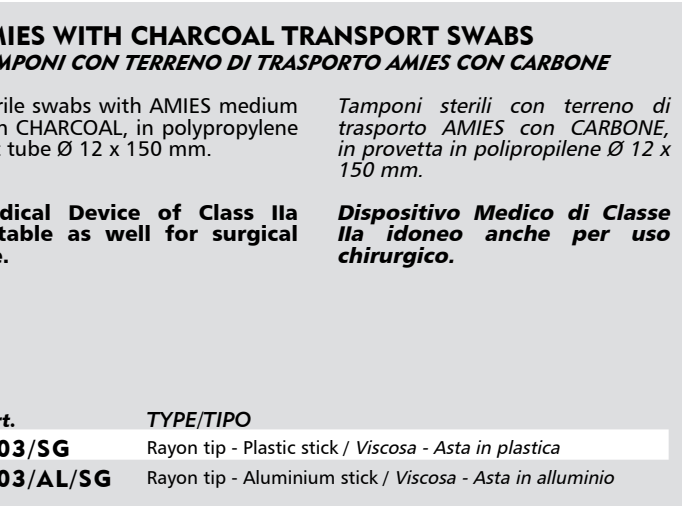 MIES WITH CHARCOAL TRANSPORT SWABS
MPONI CON TERRENO DI TRASPORTO AMIES CON CARBONE
rile swabs with AMIES medium
h CHARCOAL, in polypropylene
t tube Ø 12 x 150 mm.
dical Device of Class IIa
table as well for surgical
e.
Tamponi sterili con terreno di
trasporto AMIES con CARBONE,
in provetta in polipropilene Ø 12 x
150 mm.
Dispositivo Medico di Classe
IIa idoneo anche per uso
chirurgico.
rt. TYPE/TIPO
03/SG Rayon tip - Plastic stick / Viscosa - Asta in plastica
03/AL/SG Rayon tip - Aluminium stick / Viscosa - Asta in alluminio